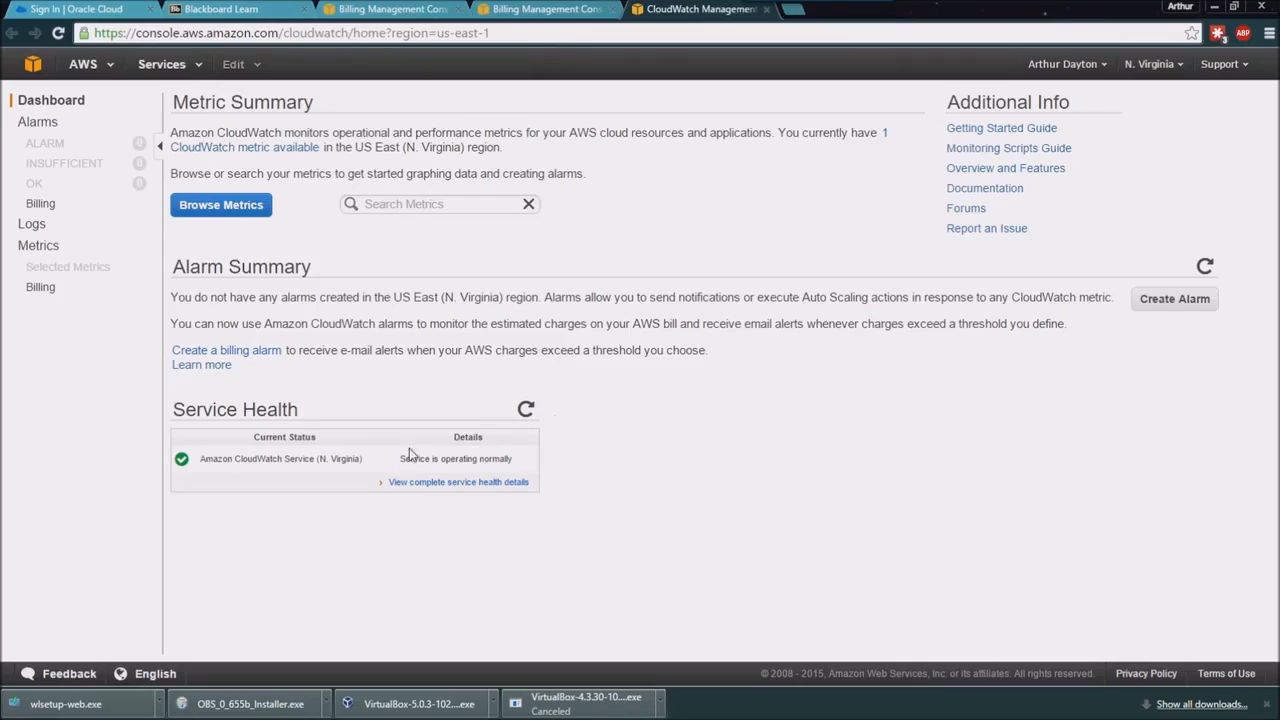 Sign In | Oracle Cloud
Blackboard Learn
Billing Management Cons
Billing Management Cons
CloudWatch Management
Arthur
https://console.aws.amazon.com/cloudwatch/home?region=us-east-1
3
ABP
AWS
Services
Edit
Arthur Dayton
N. Virginia
Support
Dashboard
Alarms
ALARM 0
INSUFFICIENT 0
OK 0
Billing
Logs
Metrics
Selected Metrics
Billing
Metric Summary
Amazon CloudWatch monitors operational and performance metrics for your AWS cloud resources and applications. You currently have 1
CloudWatch metric available in the US East (N. Virginia) region.
Browse or search your metrics to get started graphing data and creating alarms.
Browse Metrics
Search Metrics
Additional Info
Getting Started Guide
Monitoring Scripts Guide
Overview and Features
Documentation
Forums
Report an Issue
Alarm Summary
You do not have any alarms created in the US East (N. Virginia) region. Alarms allow you to send notifications or execute Auto Scaling actions in response to any CloudWatch metric.
Create Alarm
You can now use Amazon CloudWatch alarms to monitor the estimated charges on your AWS bill and receive email alerts whenever charges exceed a threshold you define.
Create a billing alarm to receive e-mail alerts when your AWS charges exceed a threshold you choose.
Learn more
Service Health
Current Status Details
Amazon CloudWatch Service (N. Virginia) Service is operating normally
View complete service health details
Feedback
English
© 2008 - 2015, Amazon Web Services, Inc. or its affiliates. All rights reserved.
Privacy Policy
Terms of Use
wlsetup-web.exe
OBS_0_655b_Installer.exe
VirtualBox-5.0.3-102....exe
VirtualBox-4.3.30-10....exe
Canceled
Show all downloads...